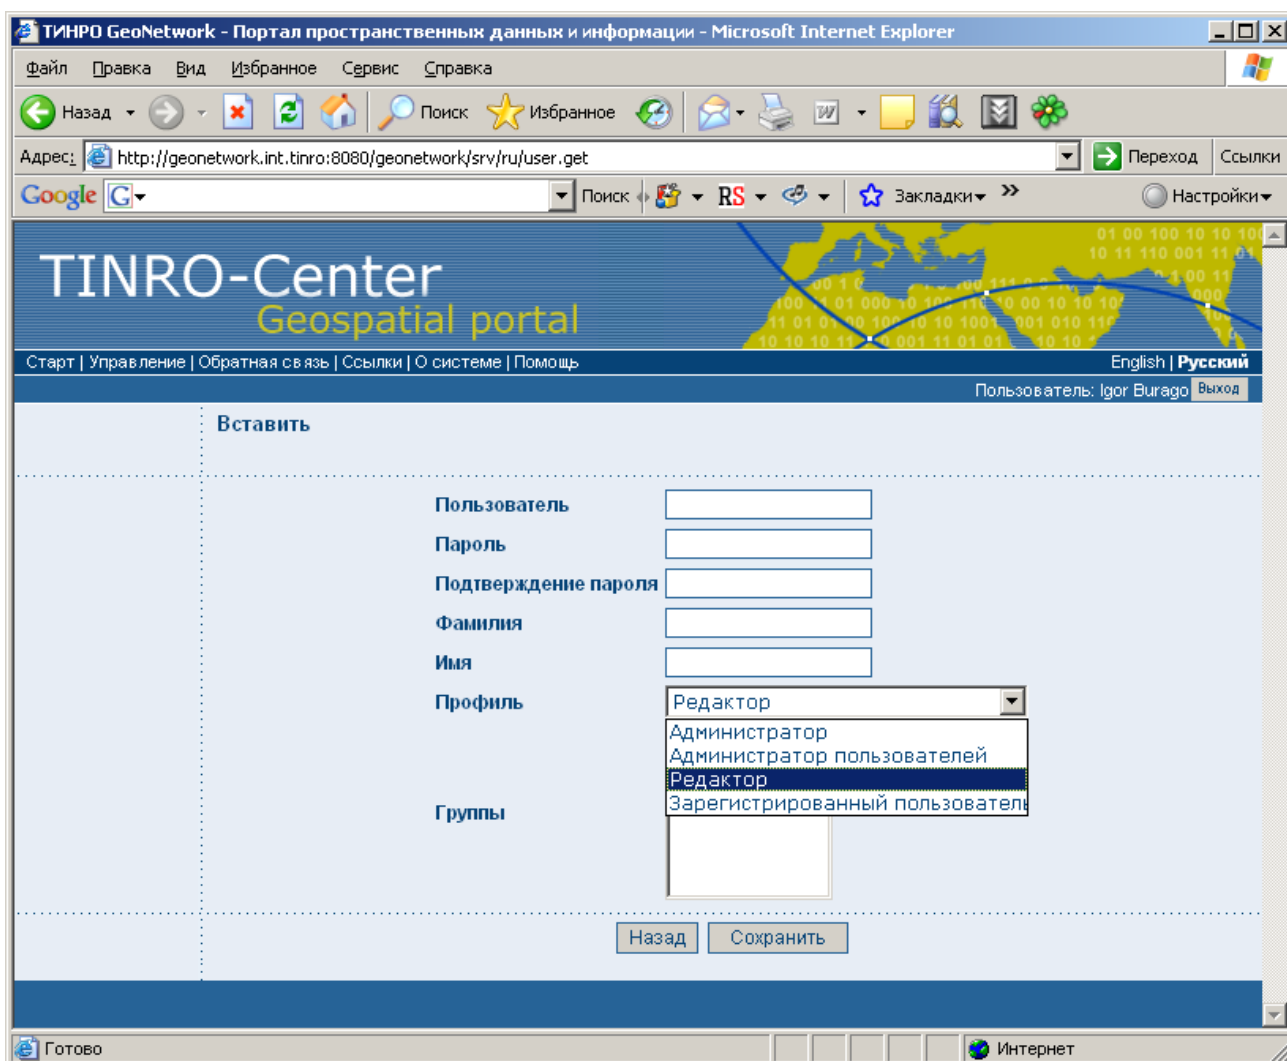 ТИНРО GeoNetwork - Портал пространственных данных и информации - Microsoft Internet Explorer
Файл Правка Вид Избранное Сервис Справка
Назад Поиск Избранное
Адрес: http://geonetwork.int.tinro:8080/geonetwork/srv/ru/user.get Переход Ссылки
Google G Поиск RS Закладки » Настройки
TINRO-Center
Geospatial portal
Старт | Управление | Обратная связь | Ссылки | О системе | Помощь English | Русский
Пользователь: Igor Burago Выход
Вставить
Пользователь
Пароль
Подтверждение пароля
Фамилия
Имя
Профиль Редактор
Администратор
Администратор пользователей
Редактор
Зарегистрированный пользователь
Группы
Назад Сохранить
Готово Интернет